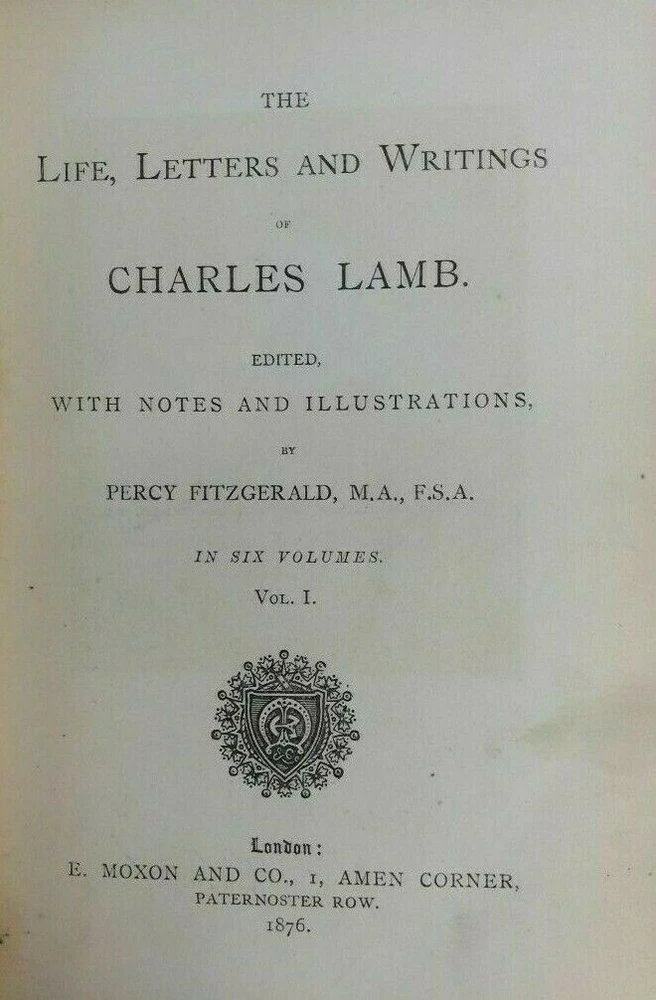 THE
LIFE, LETTERS AND WRITINGS
OF
CHARLES LAMB.
EDITED,
WITH NOTES AND ILLUSTRATIONS,
BY
PERCY FITZGERALD, M.A., F.S.A.
IN SIX VOLUMES.
VOL. I.
London:
E. MOXON AND CO., 1, AMEN CORNER,
PATERNOSTER ROW.
1876.